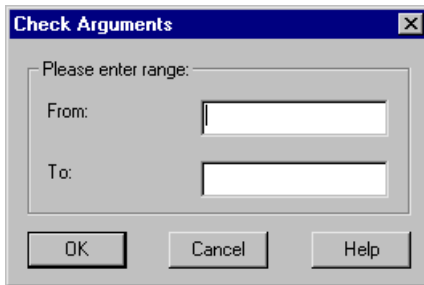 Check Arguments
Please enter range:
From:
To:
OK Cancel Help